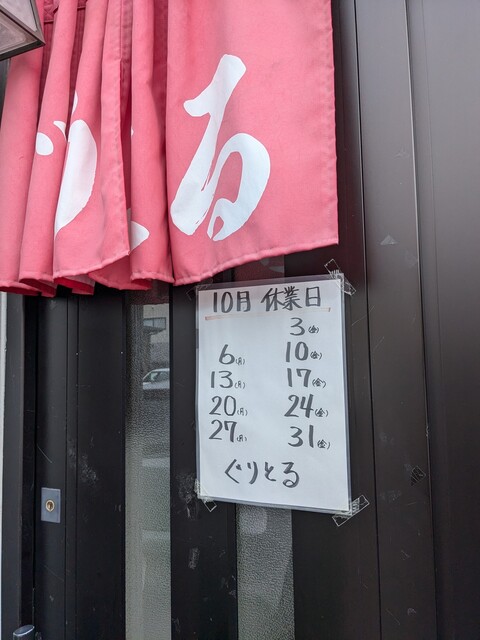 る
10月 休業日
3(金)
6(月) 10(金)
13(月) 17(金)
20(月) 24(金)
27(月) 31(金)
ぐりとる